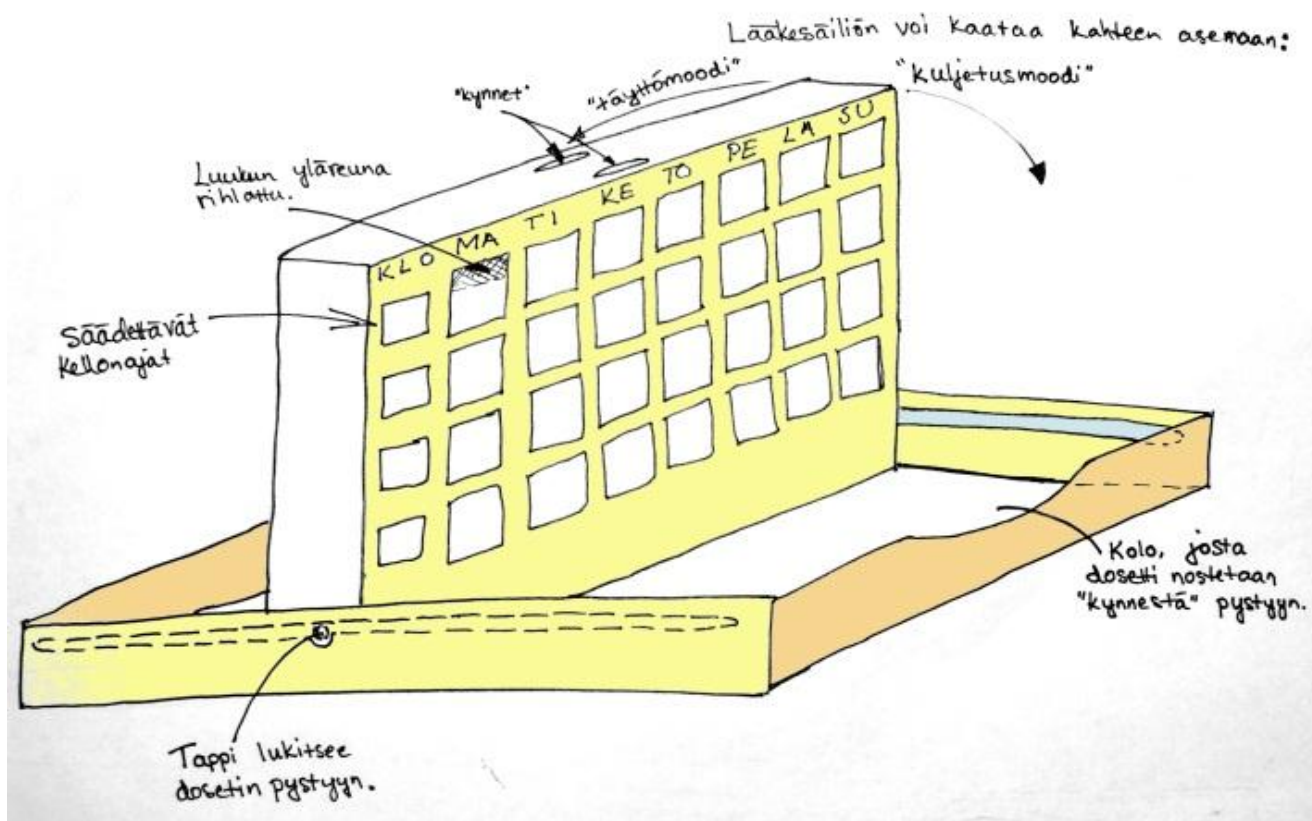 Lääkesäiliön voi kaataa kahteen asemaan:
"kynnet"
"täyttömoodi"
"kuljetusmoodi"
Luukun yläreuna
rihlattu.
KLO MA TI KE TO PE LA SU
Säädettävät
kellonajat
Kolo, josta
dosetti nostetaan
"kynnestä" pystyyn.
Tappi lukitsee
dosetin pystyyn.